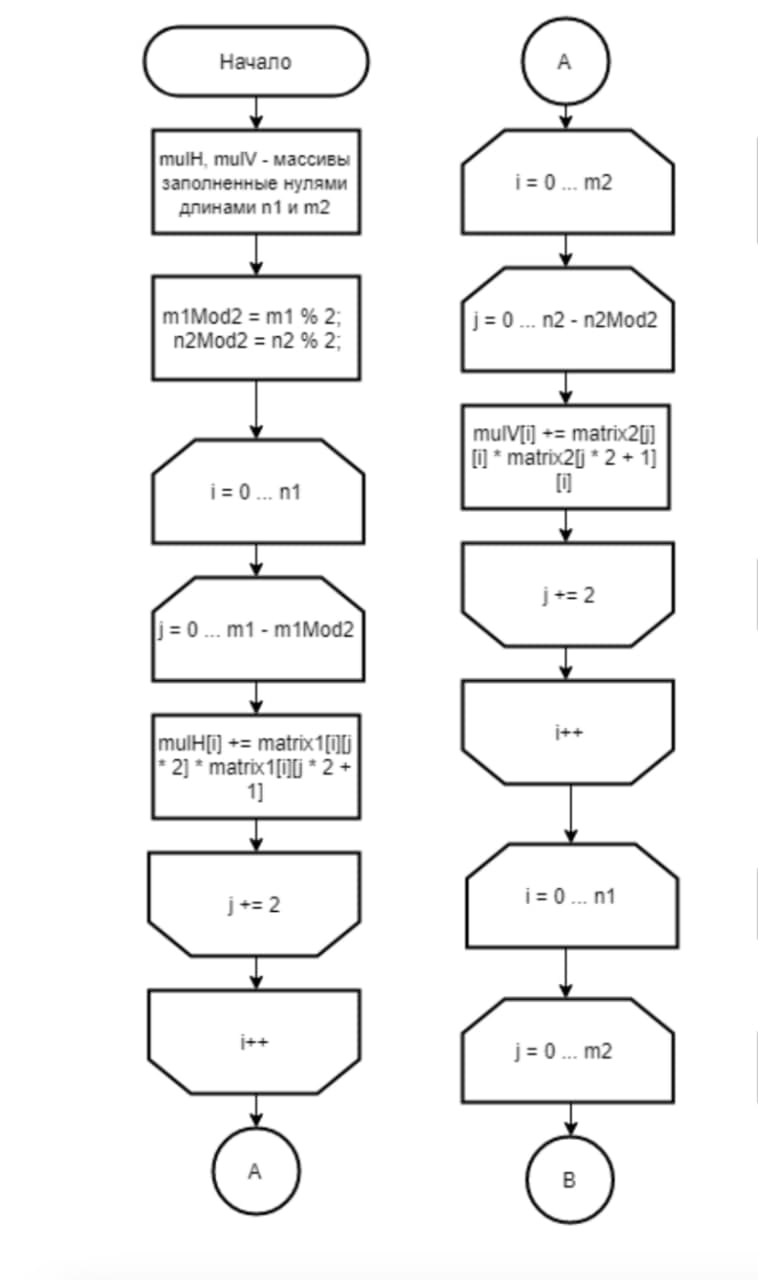 Начало
mulH, mulV - массивы
заполненные нулями
длинами n1 и m2
m1Mod2 = m1 % 2;
n2Mod2 = n2 % 2;
i = 0 ... n1
j = 0 ... m1 - m1Mod2
mulH[i] += matrix1[i][j
* 2] * matrix1[i][j * 2 +
1]
j += 2
i++
A
A
i = 0 ... m2
j = 0 ... n2 - n2Mod2
mulV[i] += matrix2[j]
[i] * matrix2[j * 2 + 1]
[i]
j += 2
i++
i = 0 ... n1
j = 0 ... m2
B